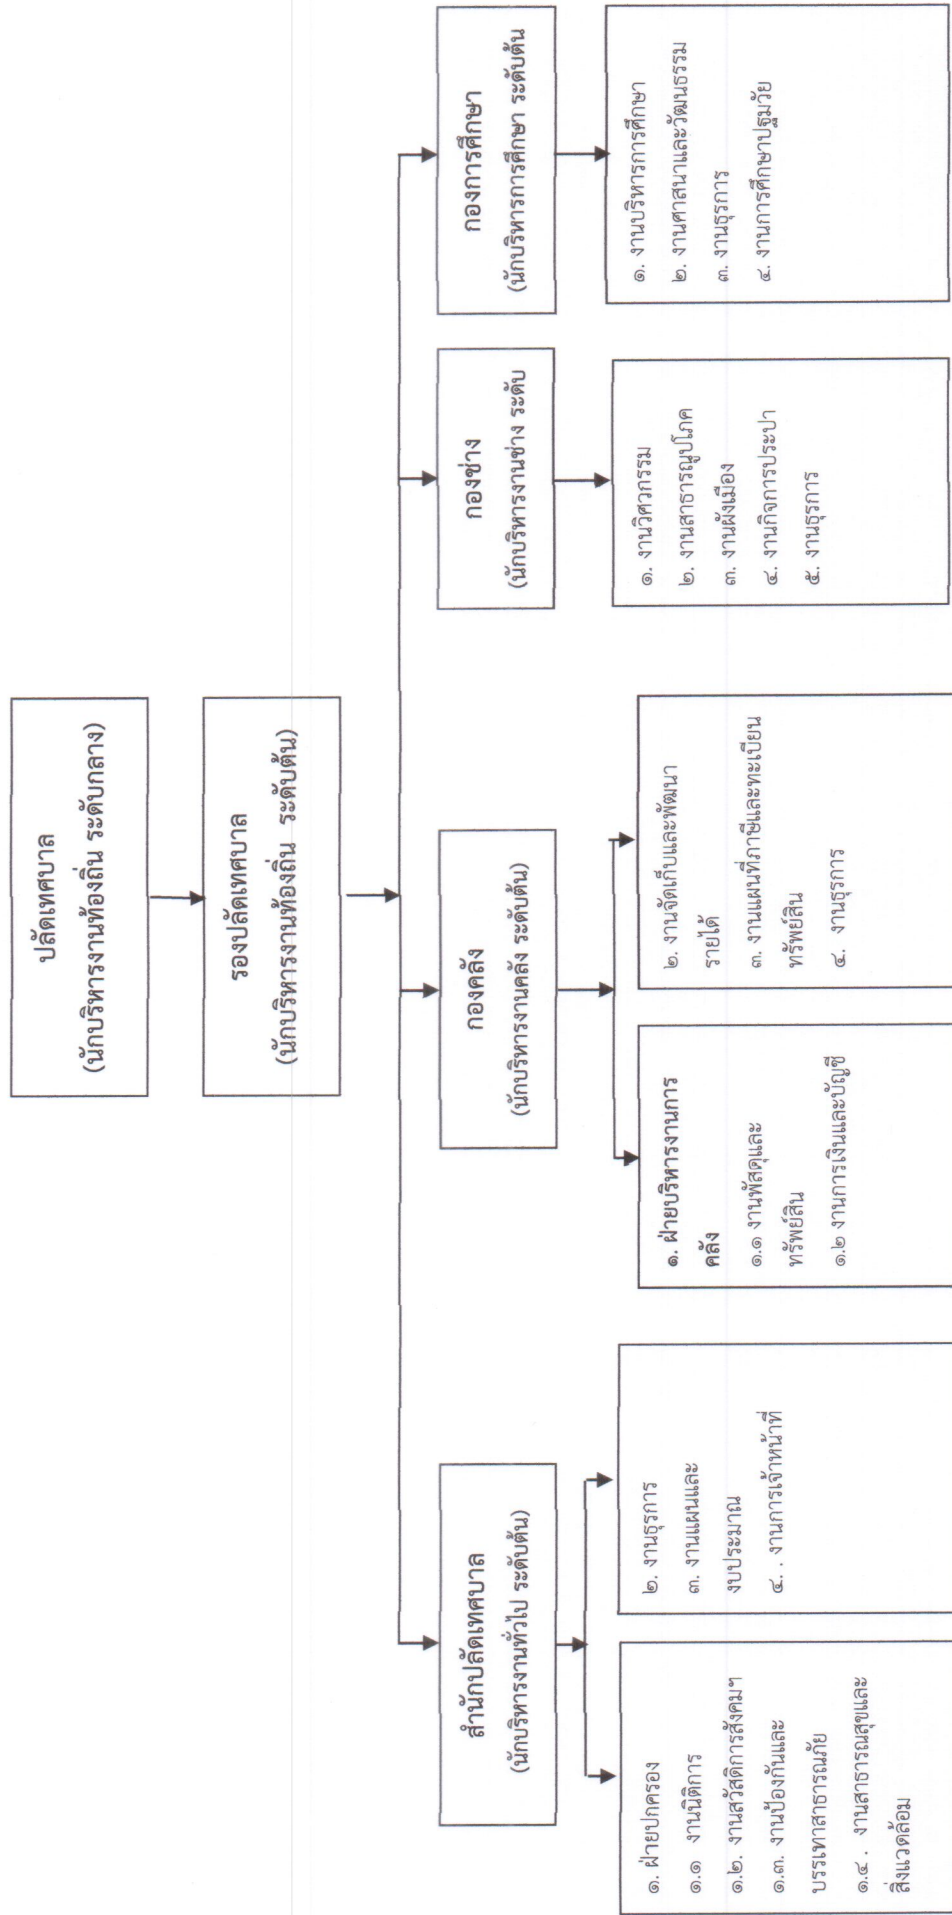 ปลัดเทศบาล
(นักบริหารงานท้องถิ่น ระดับกลาง)
รองปลัดเทศบาล
(นักบริหารงานท้องถิ่น ระดับต้น)
สำนักปลัดเทศบาล
(นักบริหารงานทั่วไป ระดับต้น)
กองคลัง
(นักบริหารงานคลัง ระดับต้น)
กองช่าง
(นักบริหารงานช่าง ระดับ
กองการศึกษา
(นักบริหารการศึกษา ระดับต้น
๑. ฝ่ายปกครอง
๑.๑ งานนิติการ
๑.๒. งานสวัสดิการสังคมฯ
๑.๓. งานป้องกันและ
บรรเทาสาธารณภัย
๑.๔ . งานสาธารณสุขและ
สิ่งแวดล้อม
๒. งานธุรการ
๓. งานแผนและ
งบประมาณ
๔. . งานการเจ้าหน้าที่
๑. ฝ่ายบริหารงานการ
คลัง
๑.๑ งานพัสดุและ
ทรัพย์สิน
๑.๒ งานการเงินและบัญชี
๒. งานจัดเก็บและพัฒนา
รายได้
๓. งานแผนที่ภาษีและทะเบียน
ทรัพย์สิน
๔. งานธุรการ
๑. งานวิศวกรรม
๒. งานสาธารณูปโภค
๓. งานผังเมือง
๔. งานกิจการประปา
๕. งานธุรการ
๑. งานบริหารการศึกษา
๒. งานศาสนาและวัฒนธรรม
๓. งานธุรการ
๔. งานการศึกษาปฐมวัย